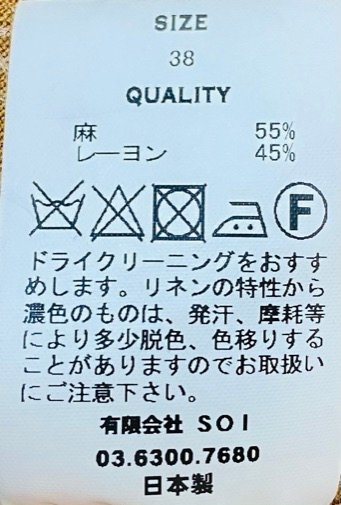 SIZE
38
QUALITY
麻 55%
レーヨン 45%
F
ドライクリーニングをおすす
めします。リネンの特性から
濃色のものは、発汗、摩耗等
により多少脱色、色移りする
ことがありますのでお取扱い
にご注意下さい。
有限会社 SOI
03.6300.7680
日本製